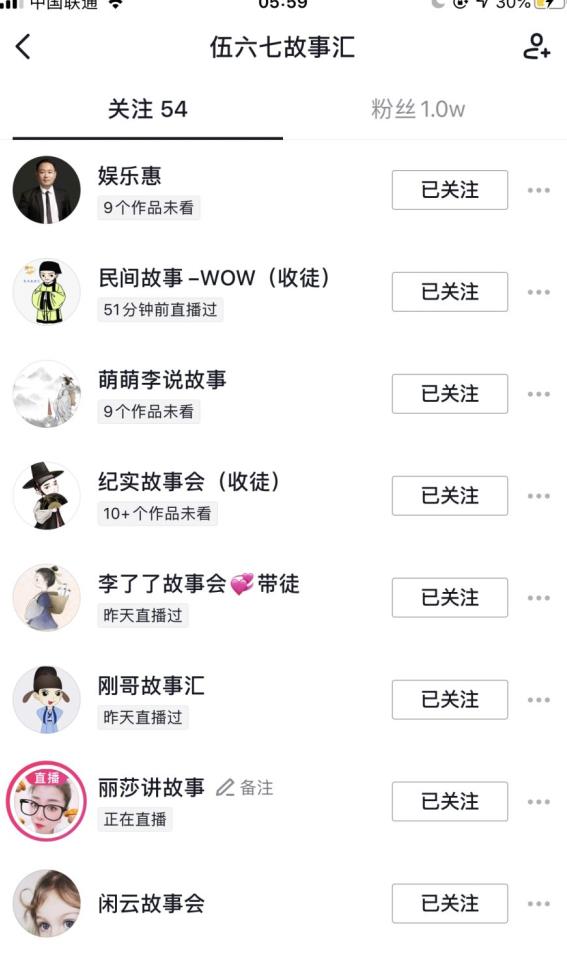 中国联通
05:59
30%
伍六七故事汇
关注 54
粉丝 1.0w
娱乐惠
9个作品未看
已关注
民间故事-WOW（收徒）
51分钟前直播过
已关注
萌萌李说故事
9个作品未看
已关注
纪实故事会（收徒）
10+个作品未看
已关注
李了了故事会💞带徒
昨天直播过
已关注
刚哥故事汇
昨天直播过
已关注
直播
丽莎讲故事 备注
正在直播
已关注
闲云故事会
已关注